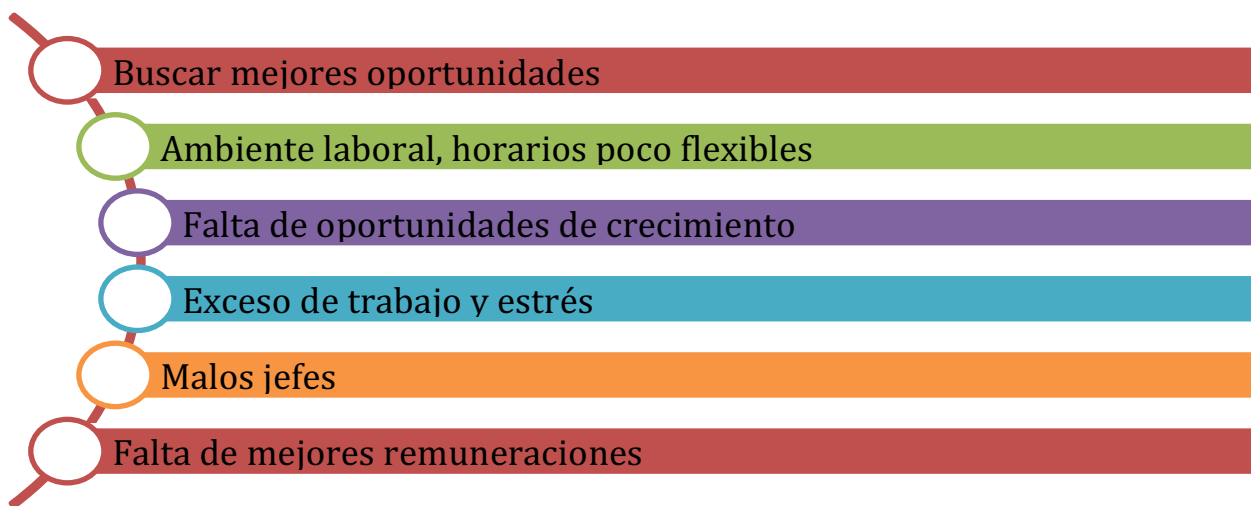 Buscar mejores oportunidades
Ambiente laboral, horarios poco flexibles
Falta de oportunidades de crecimiento
Exceso de trabajo y estrés
Malos jefes
Falta de mejores remuneraciones